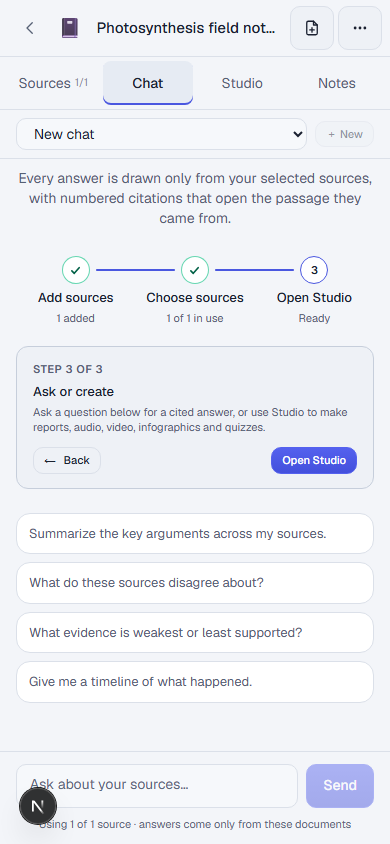 Photosynthesis field not...
Sources 1/1
Chat
Studio
Notes
New chat
+ New
Every answer is drawn only from your selected sources,
with numbered citations that open the passage they
came from.
3
Add sources
Choose sources
Open Studio
1 added
1 of 1 in use
Ready
STEP 3 OF 3
Ask or create
Ask a question below for a cited answer, or use Studio to make
reports, audio, video, infographics and quizzes.
← Back
Open Studio
Summarize the key arguments across my sources.
What do these sources disagree about?
What evidence is weakest or least supported?
Give me a timeline of what happened.
Ask about your sources...
Send
N
Using 1 of 1 source · answers come only from these documents